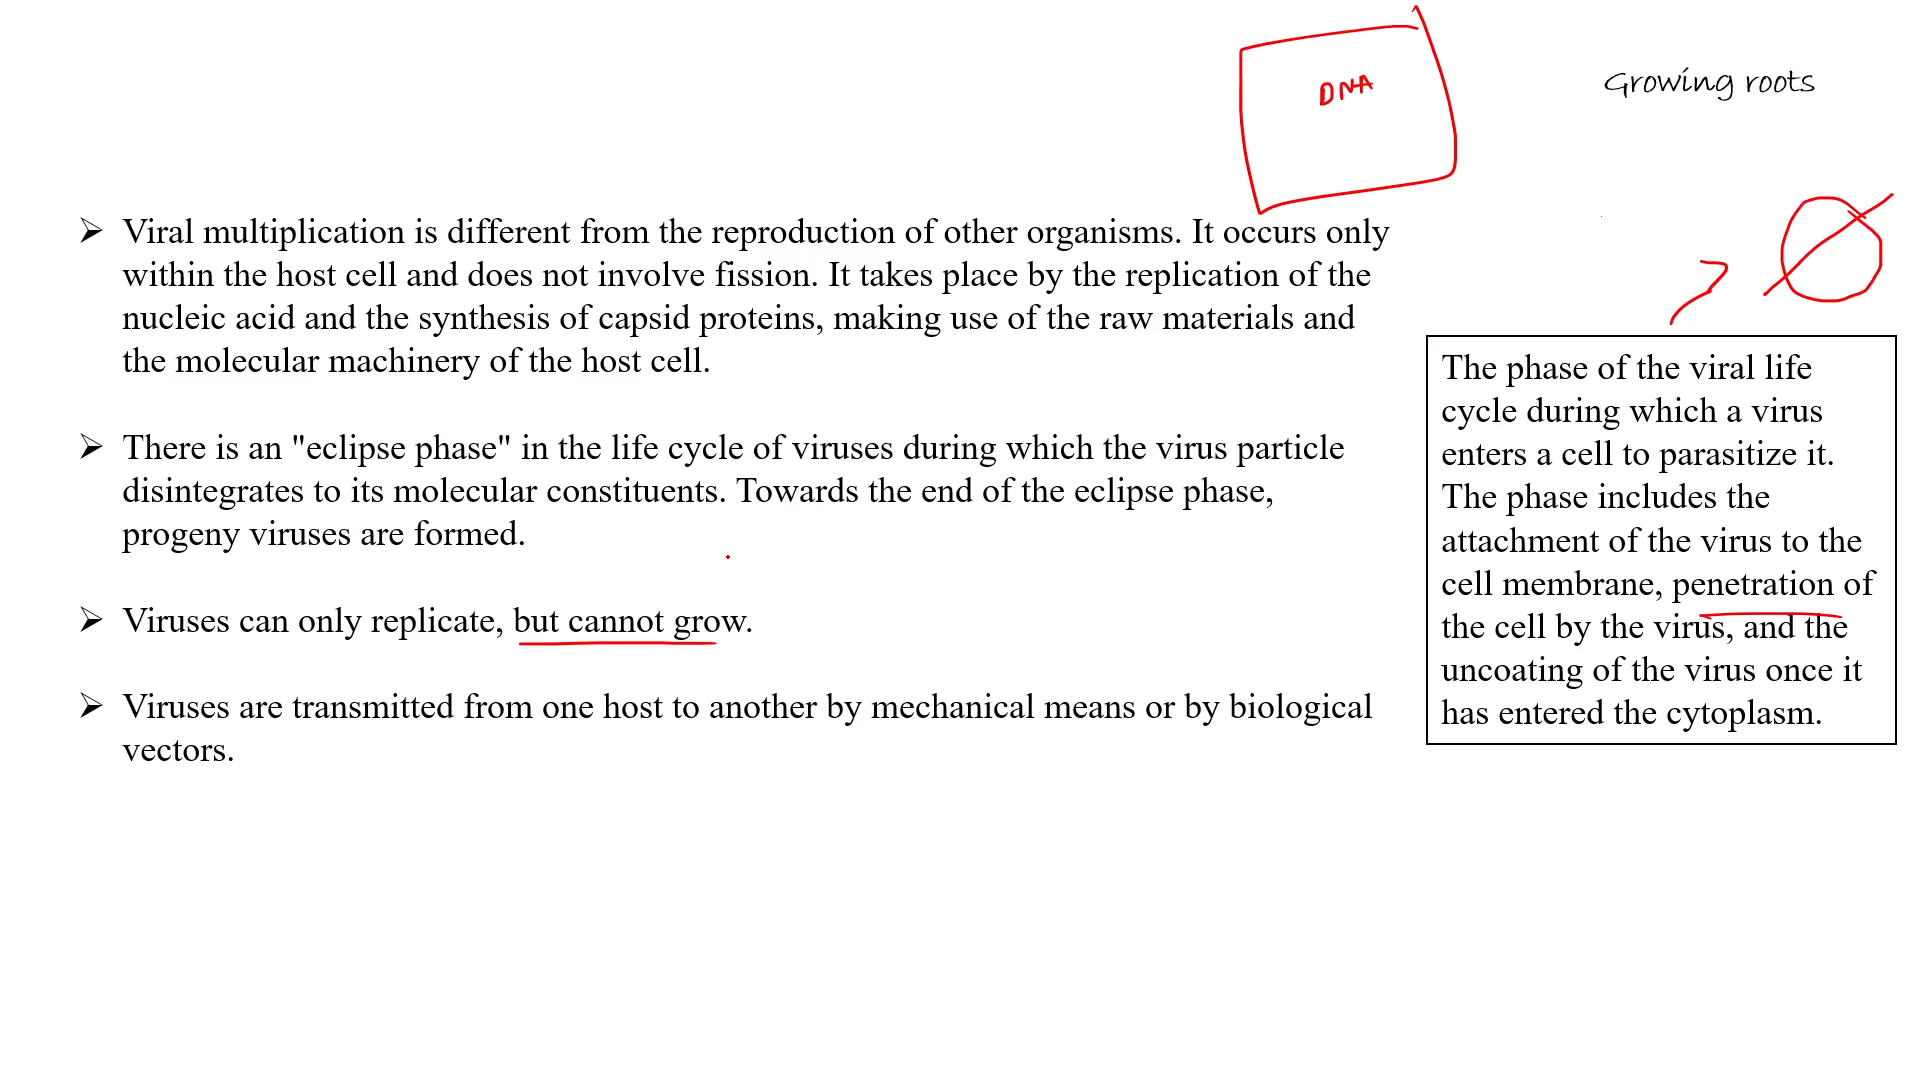 DNA
Growing roots
➢ Viral multiplication is different from the reproduction of other organisms. It occurs only
within the host cell and does not involve fission. It takes place by the replication of the
nucleic acid and the synthesis of capsid proteins, making use of the raw materials and
the molecular machinery of the host cell.
➢ There is an "eclipse phase" in the life cycle of viruses during which the virus particle
disintegrates to its molecular constituents. Towards the end of the eclipse phase,
progeny viruses are formed.
➢ Viruses can only replicate, but cannot grow.
➢ Viruses are transmitted from one host to another by mechanical means or by biological
vectors.
The phase of the viral life
cycle during which a virus
enters a cell to parasitize it.
The phase includes the
attachment of the virus to the
cell membrane, penetration of
the cell by the virus, and the
uncoating of the virus once it
has entered the cytoplasm.